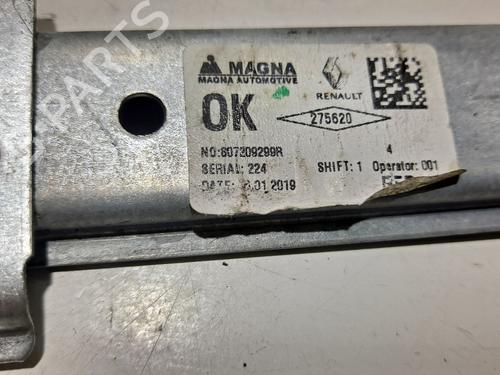 MAGNA
MAGNA AUTOMOTIVE
RENAULT
OK
275620
NO:807209299R
4
SERIAL: 224
SHIFT: 1 Operator: 001
DATE: .01.2019
PARTS